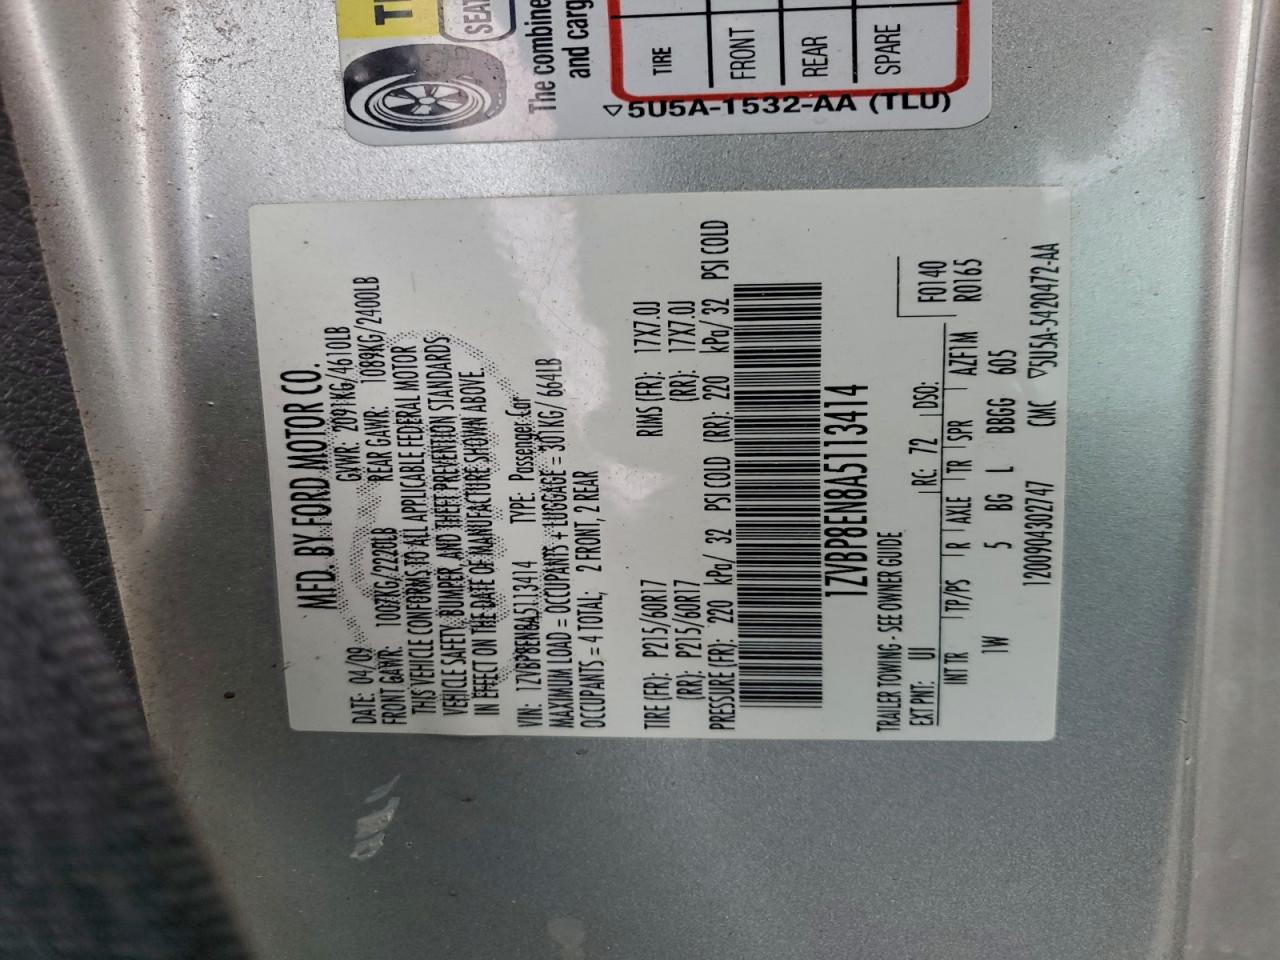 SEAT
The combine
and carg
TIRE
FRONT
REAR
SPARE
5U5A-1532-AA (TLU)
MFD. BY FORD MOTOR CO.
DATE: 04/09 GVWR: 2091KG/4610LB
FRONT GAWR: 1007KG/2220LB REAR GAWR: 1089KG/2400LB
THIS VEHICLE CONFORMS TO ALL APPLICABLE FEDERAL MOTOR
VEHICLE SAFETY, BUMPER, AND THEFT PREVENTION STANDARDS
IN EFFECT ON THE DATE OF MANUFACTURE SHOWN ABOVE.
VIN: 1ZVBP8EN8A5113414 TYPE: Passenger Car
MAXIMUM LOAD = OCCUPANTS + LUGGAGE = 301KG/664LB
OCCUPANTS = 4 TOTAL; 2 FRONT, 2 REAR
TIRE (FR): P215/60R17 RIMS (FR): 17X7.0J
(RR): P215/60R17 (RR): 17X7.0J
PRESSURE (FR): 220 kPa/ 32 PSI COLD (RR): 220 kPa/ 32 PSI COLD
1ZVBP8EN8A5113414
TRAILER TOWING - SEE OWNER GUIDE F0140
EXT PNT: UI RC: 72 DSO: R0165
INT TR TP/PS R AXLE TR SPR AZF1M
1W 5 BG L BBGG 605
12009043027​47 CMC 5U5A-5420472-AA